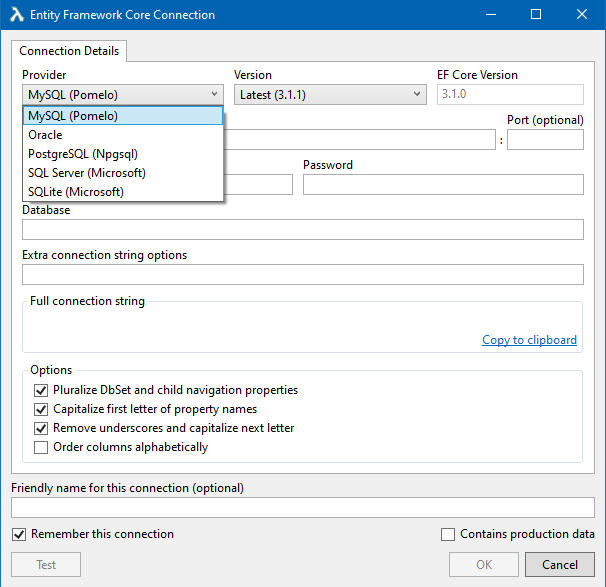 Entity Framework Core Connection
Connection Details
Provider Version EF Core Version
MySQL (Pomelo) Latest (3.1.1) 3.1.0
MySQL (Pomelo)
Oracle
PostgreSQL (Npgsql)
SQL Server (Microsoft)
SQLite (Microsoft)
Port (optional)
:
Password
Database
Extra connection string options
Full connection string
Copy to clipboard
Options
Pluralize DbSet and child navigation properties
Capitalize first letter of property names
Remove underscores and capitalize next letter
Order columns alphabetically
Friendly name for this connection (optional)
Remember this connection Contains production data
Test OK Cancel